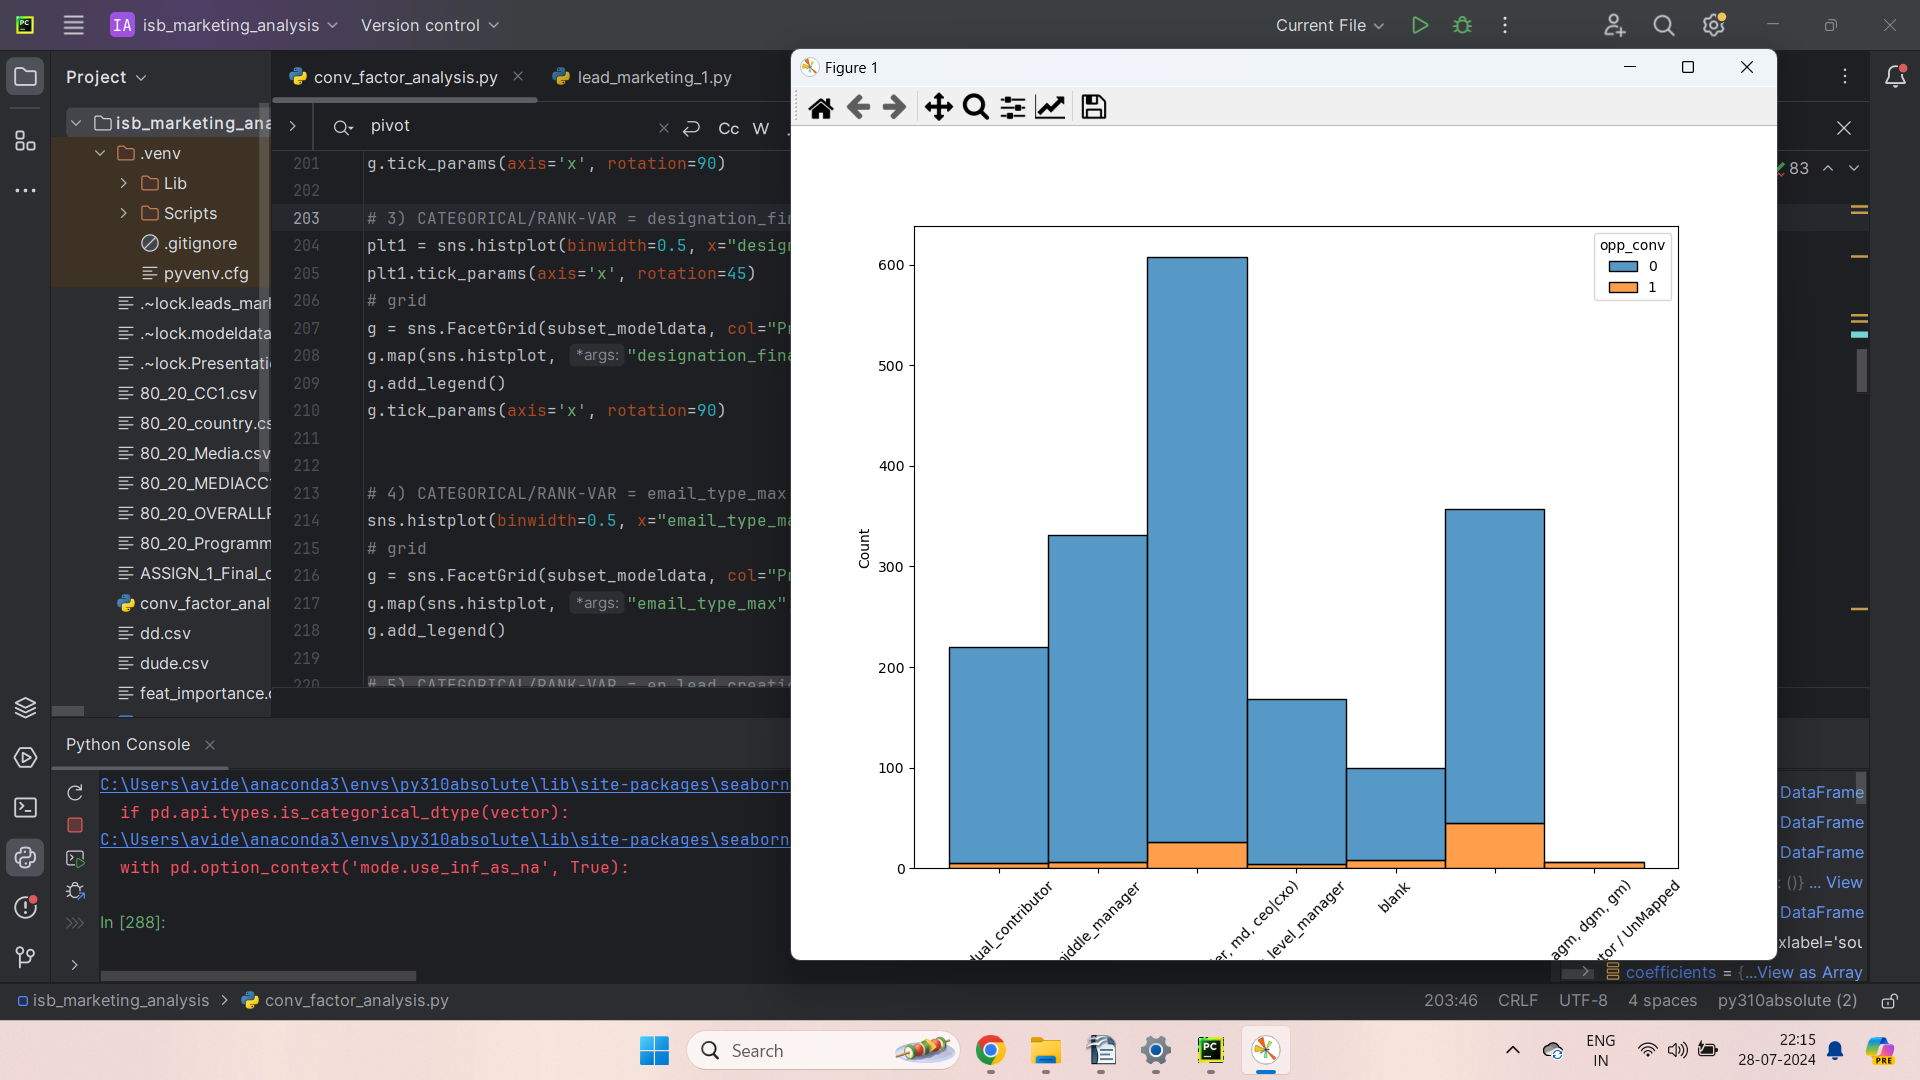 PC
IA isb_marketing_analysis Version control Current File
Project
conv_factor_analysis.py
lead_marketing_1.py
Figure 1
pivot
Cc W
83
isb_marketing_ana
.venv
Lib
Scripts
.gitignore
pyvenv.cfg
.~lock.leads_mar
.~lock.modeldata
.~lock.Presentati
80_20_CC1.csv
80_20_country.cs
80_20_Media.csv
80_20_MEDIACC
80_20_OVERALLF
80_20_Programm
ASSIGN_1_Final_c
conv_factor_anal
dd.csv
dude.csv
feat_importance.c
201 g.tick_params(axis='x', rotation=90)
202
203 # 3) CATEGORICAL/RANK-VAR = designation_fin
204 plt1 = sns.histplot(binwidth=0.5, x="design
205 plt1.tick_params(axis='x', rotation=45)
206 # grid
207 g = sns.FacetGrid(subset_modeldata, col="Pr
208 g.map(sns.histplot, *args: "designation_fina
209 g.add_legend()
210 g.tick_params(axis='x', rotation=90)
211
212
213 # 4) CATEGORICAL/RANK-VAR = email_type_max
214 sns.histplot(binwidth=0.5, x="email_type_ma
215 # grid
216 g = sns.FacetGrid(subset_modeldata, col="Pr
217 g.map(sns.histplot, *args: "email_type_max"
218 g.add_legend()
219
220 # 5) CATEGORICAL/RANK-VAR = en_lead_creati
opp_conv
0
1
600
500
400
300
200
100
0
Count
dual_contributor
iddle_manager
er, md, ceo|cxo)
level_manager
blank
agm, dgm, gm)
tor / UnMapped
Python Console
C:\Users\avide\anaconda3\envs\py310absolute\lib\site-packages\seaborn
if pd.api.types.is_categorical_dtype(vector):
C:\Users\avide\anaconda3\envs\py310absolute\lib\site-packages\seaborn
with pd.option_context('mode.use_inf_as_na', True):
In [288]:
DataFrame
DataFrame
DataFrame
()} ... View
DataFrame
xlabel='sou
coefficients = {...View as Array
isb_marketing_analysis > conv_factor_analysis.py
203:46 CRLF UTF-8 4 spaces py310absolute (2)
Search
PC
ENG
IN
22:15
28-07-2024
PRE